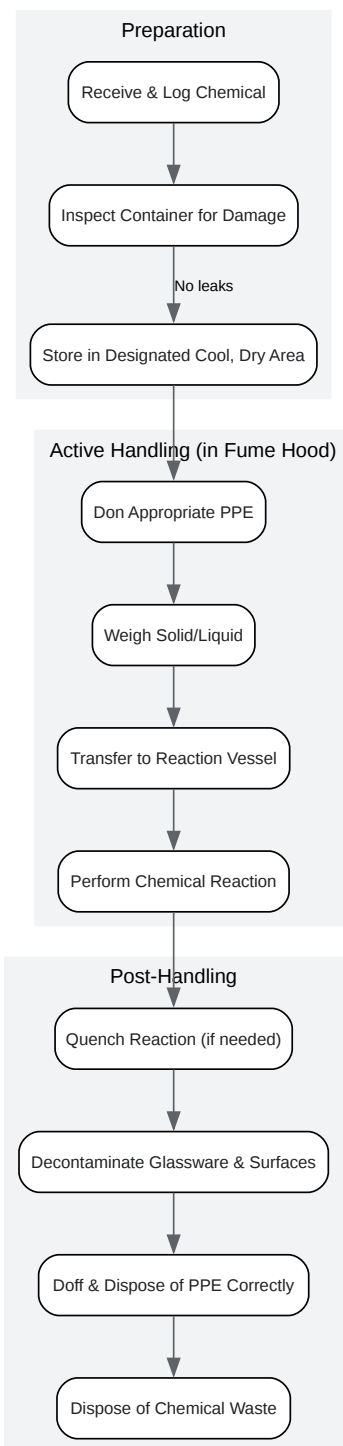 Preparation
Receive & Log Chemical
Inspect Container for Damage
No leaks
Store in Designated Cool, Dry Area
Active Handling (in Fume Hood)
Don Appropriate PPE
Weigh Solid/Liquid
Transfer to Reaction Vessel
Perform Chemical Reaction
Post-Handling
Quench Reaction (if needed)
Decontaminate Glassware & Surfaces
Doff & Dispose of PPE Correctly
Dispose of Chemical Waste